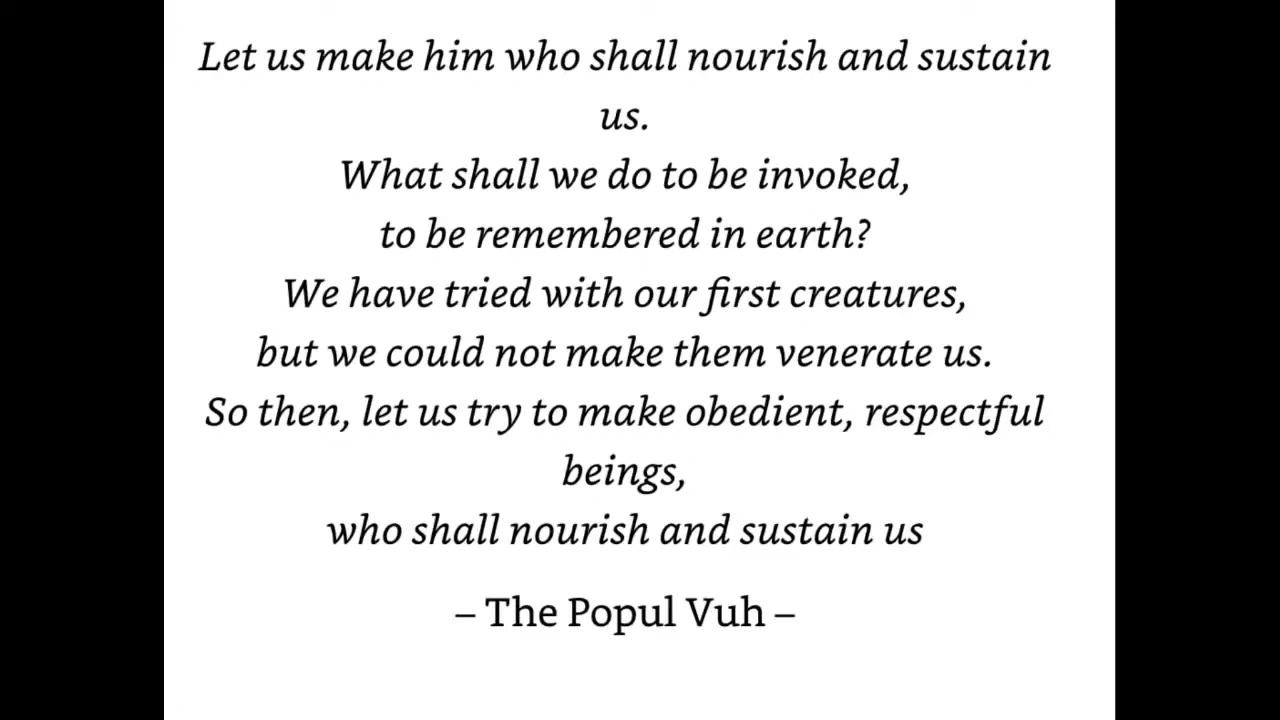 Let us make him who shall nourish and sustain
us.
What shall we do to be invoked,
to be remembered in earth?
We have tried with our first creatures,
but we could not make them venerate us.
So then, let us try to make obedient, respectful
beings,
who shall nourish and sustain us
– The Popul Vuh –